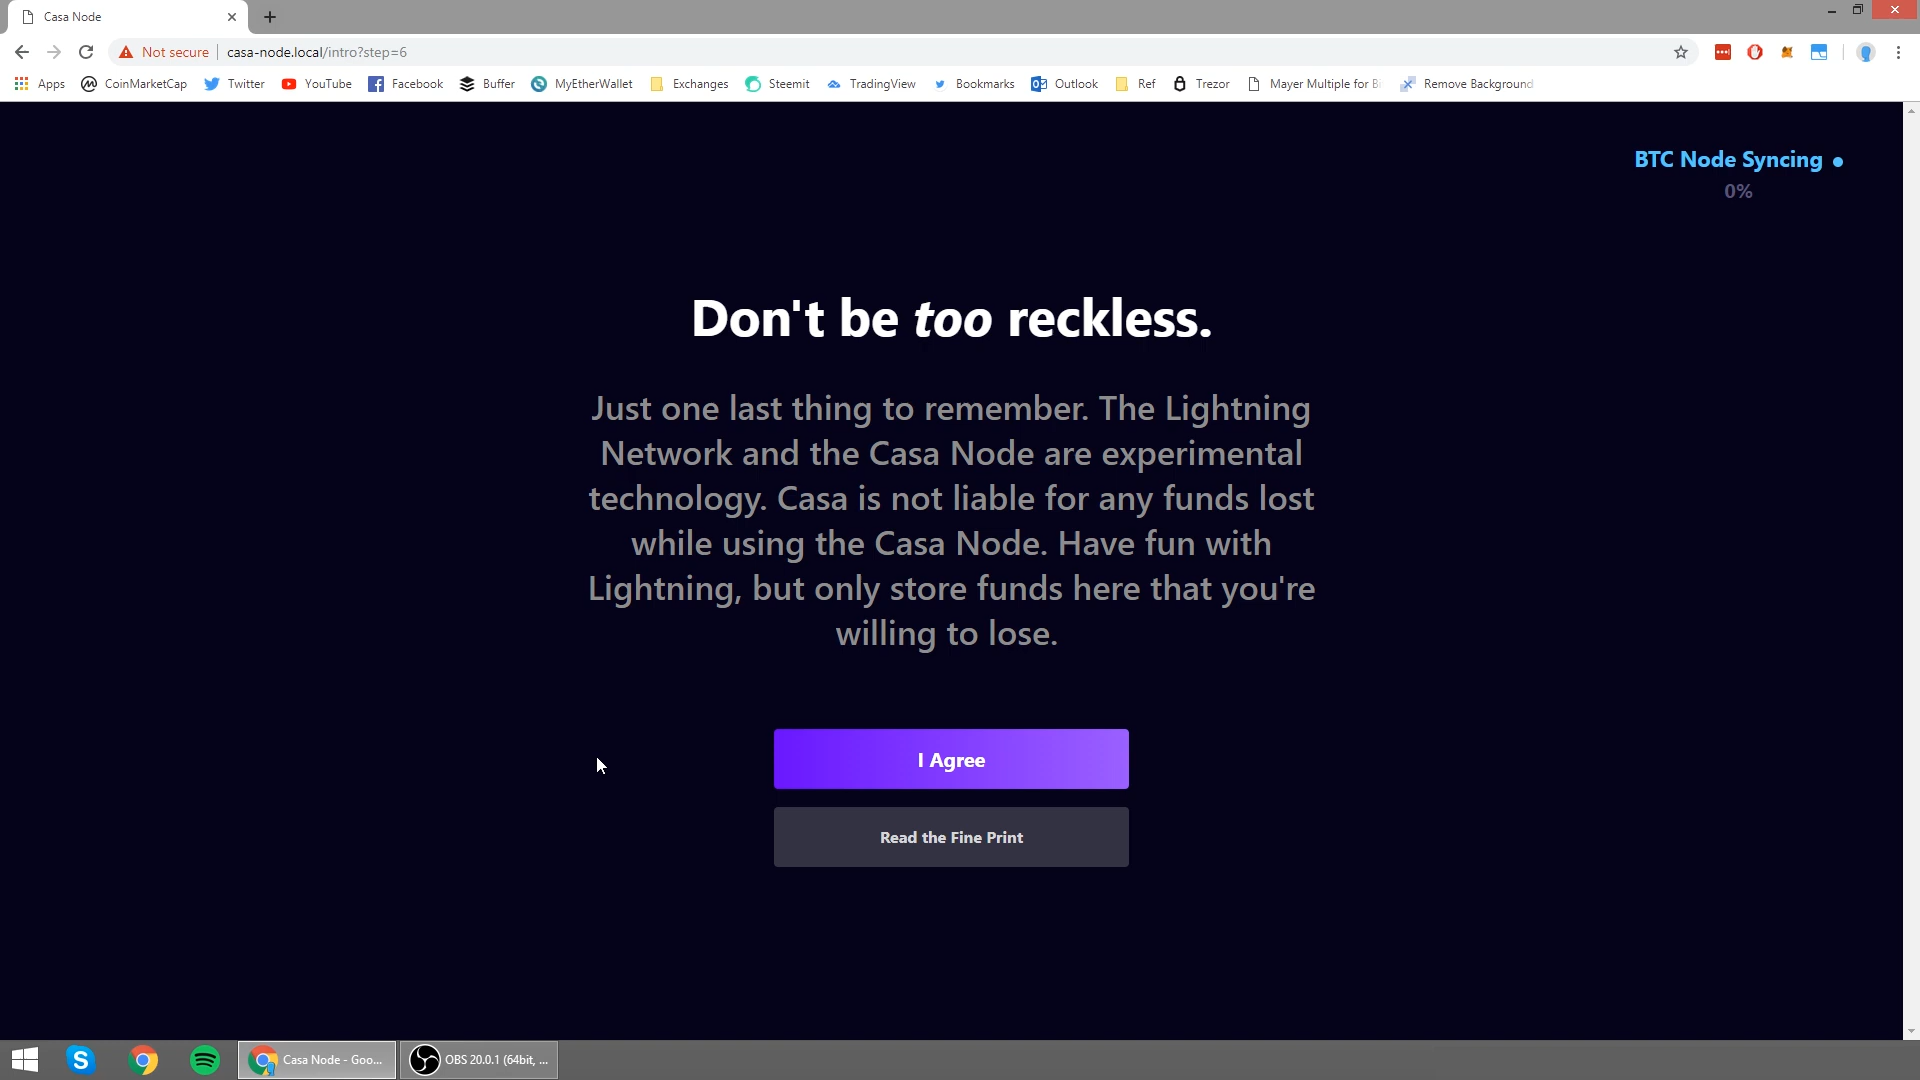 Casa Node
Not secure
casa-node.local/intro?step=6
Apps
CoinMarketCap
Twitter
YouTube
Facebook
Buffer
MyEtherWallet
Exchanges
Steemit
TradingView
Bookmarks
Outlook
Ref
Trezor
Mayer Multiple for Bi
Remove Background
BTC Node Syncing
0%
Don't be too reckless.
Just one last thing to remember. The Lightning
Network and the Casa Node are experimental
technology. Casa is not liable for any funds lost
while using the Casa Node. Have fun with
Lightning, but only store funds here that you're
willing to lose.
I Agree
Read the Fine Print
Casa Node - Goo...
OBS 20.0.1 (64bit, ...